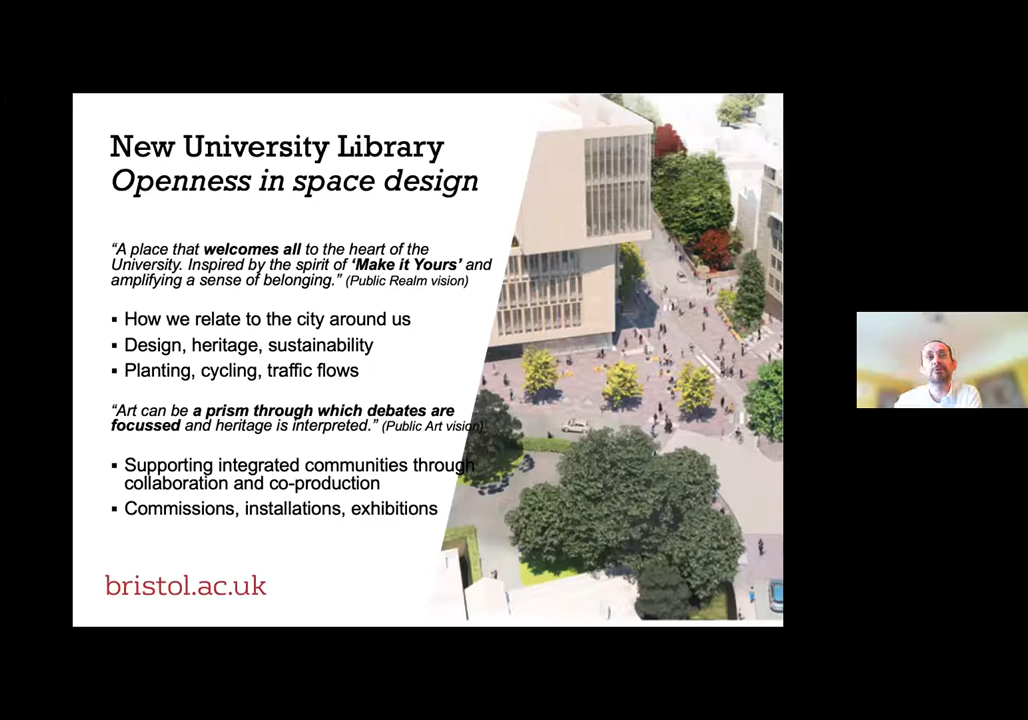 New University Library
Openness in space design
“A place that welcomes all to the heart of the
University. Inspired by the spirit of ‘Make it Yours’ and
amplifying a sense of belonging.” (Public Realm vision)
▪ How we relate to the city around us
▪ Design, heritage, sustainability
▪ Planting, cycling, traffic flows
“Art can be a prism through which debates are
focussed and heritage is interpreted.” (Public Art vision)
▪ Supporting integrated communities through
collaboration and co-production
▪ Commissions, installations, exhibitions
bristol.ac.uk